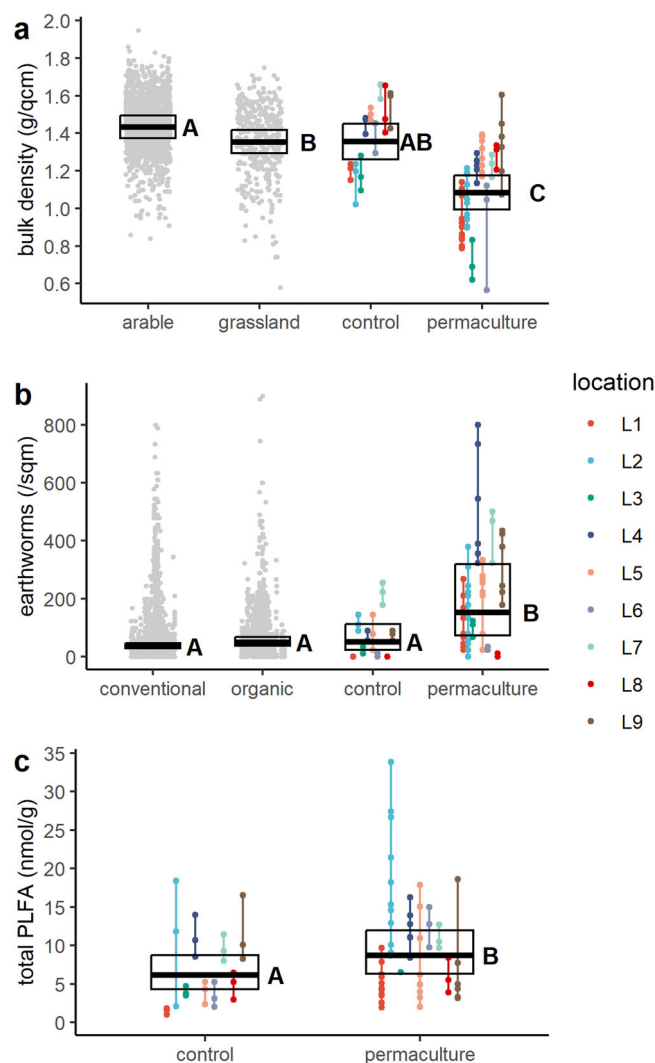 a
2.0
1.8
1.6
1.4
1.2
1.0
0.8
0.6
bulk density (g/qcm)
A
B
AB
C
arable grassland control permaculture
b
800
600
400
200
0
earthworms (/sqm)
A
A
A
B
conventional organic control permaculture
location
L1
L2
L3
L4
L5
L6
L7
L8
L9
c
35
30
25
20
15
10
5
0
total PLFA (nmol/g)
A
B
control permaculture